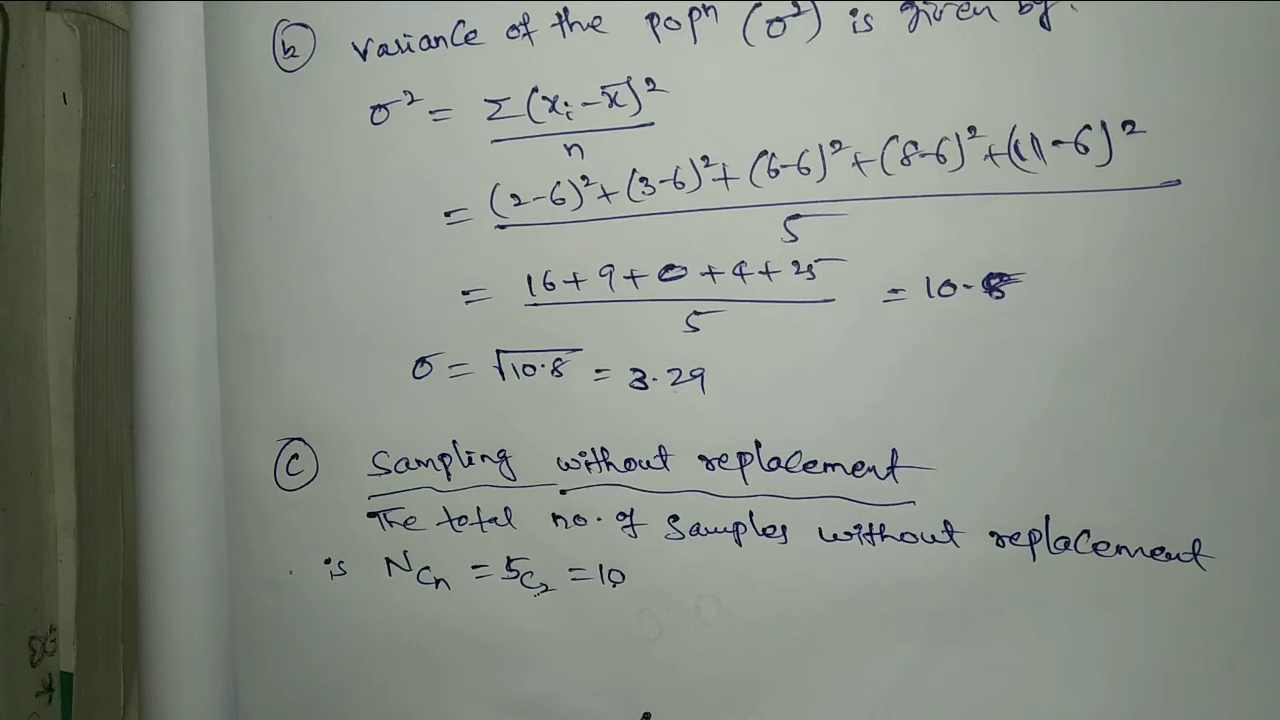 (b) variance of the popⁿ (σ²) is given by.
σ² = Σ(xᵢ - x̄)² / n
= (2-6)² + (3-6)² + (6-6)² + (8-6)² + (11-6)² / 5
= 16+9+0+4+25 / 5 = 10.8
σ = √10.8 = 3.29
(c) Sampling without replacement
The total no. of samples without replacement
is NCn = 5C₂ = 10